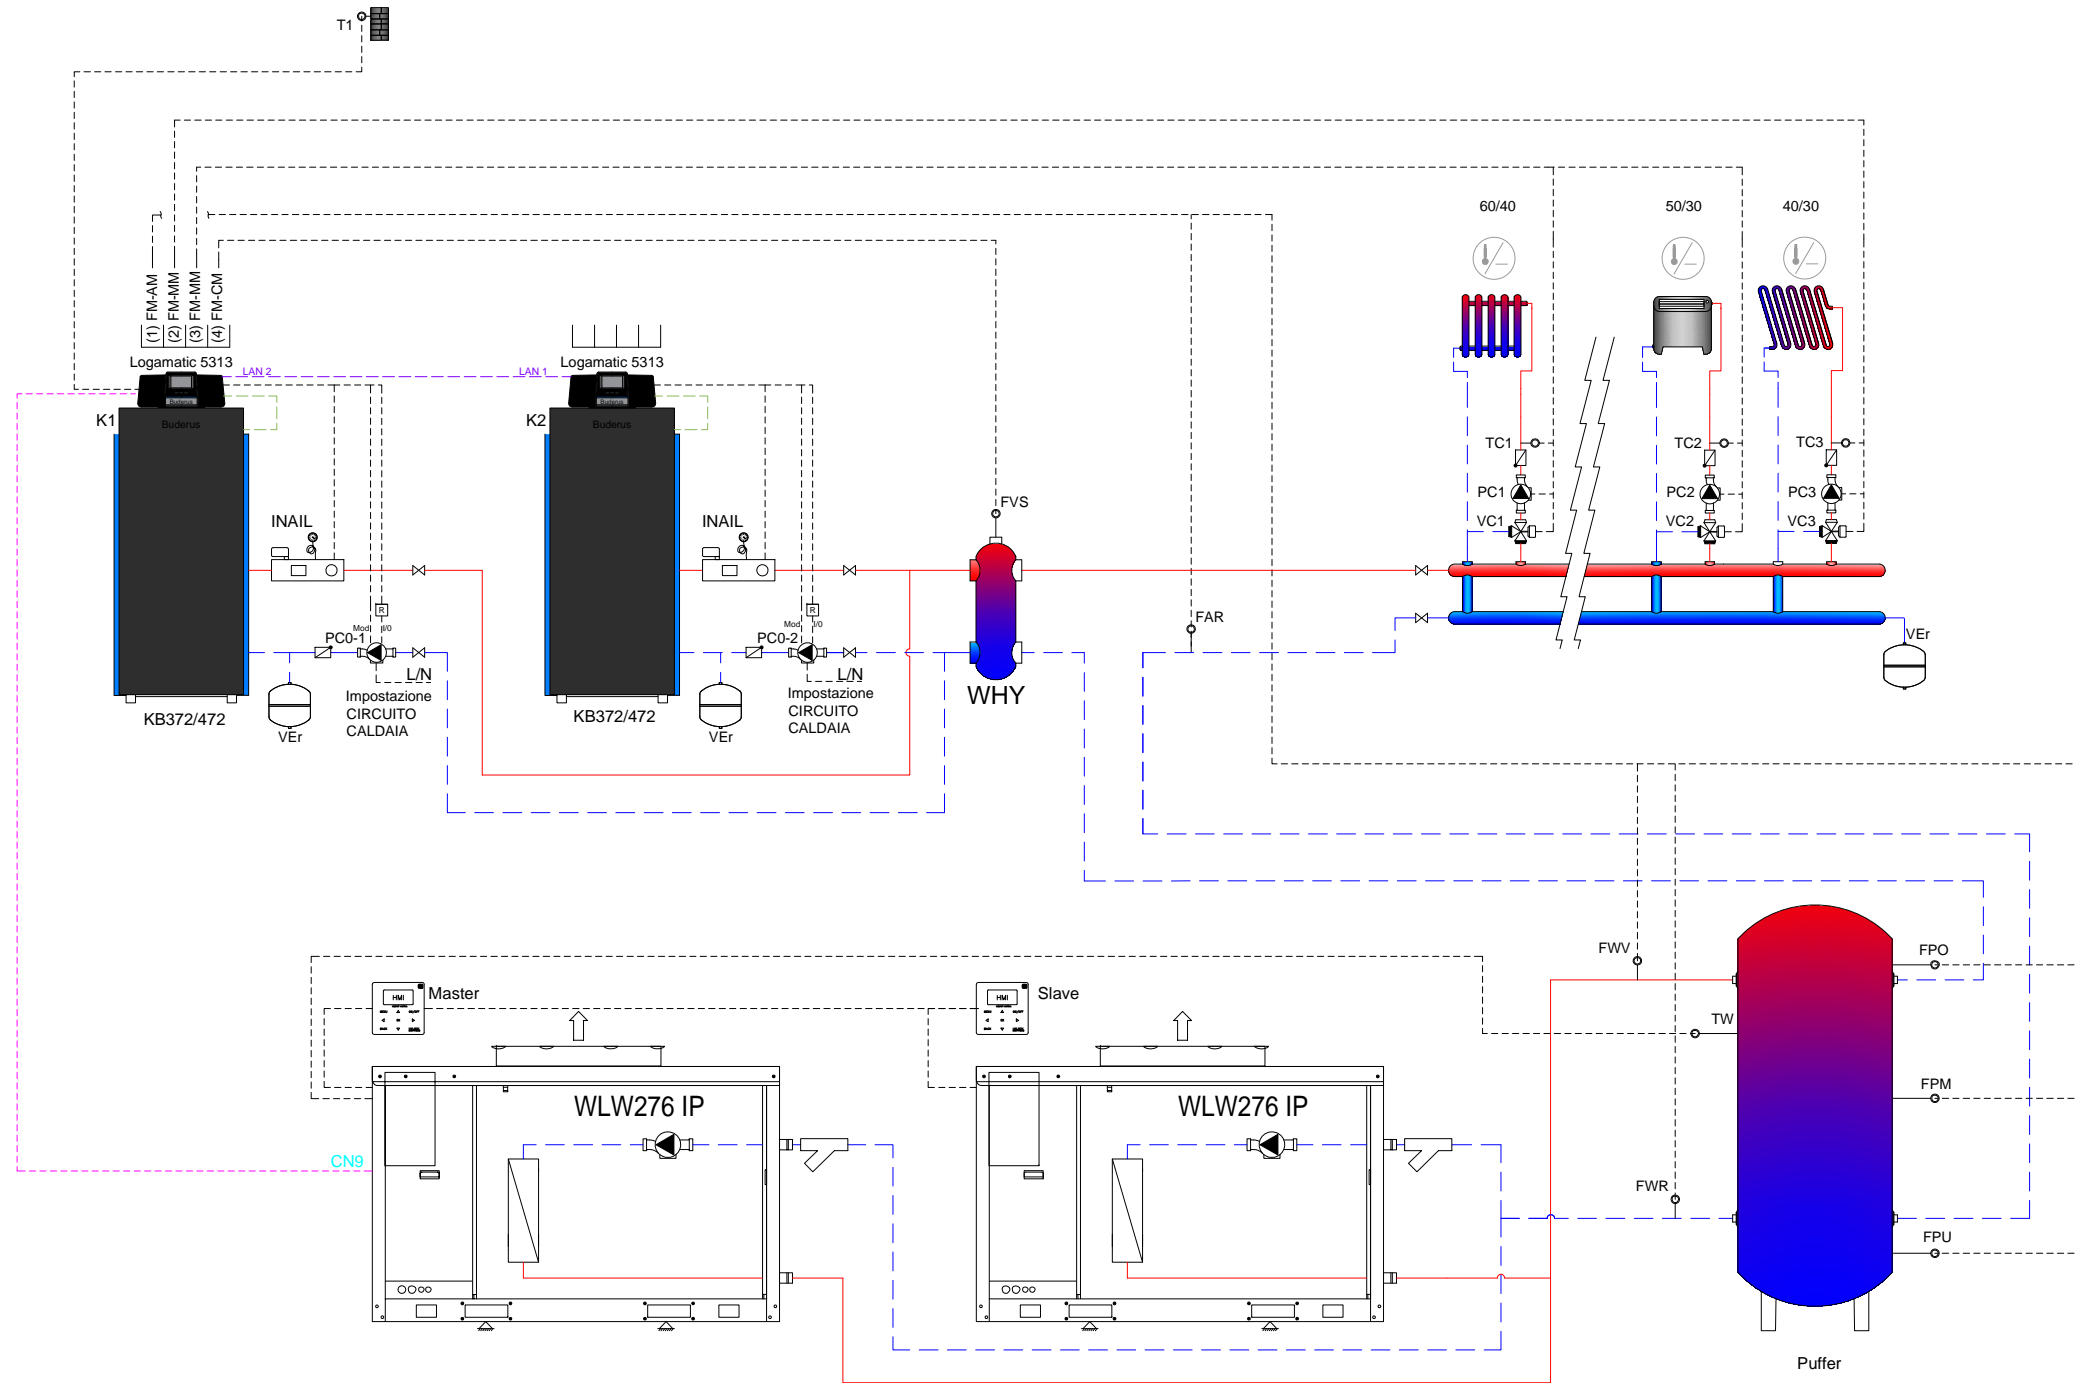 T1
60/40
50/30
40/30
(1) FM-AM
(2) FM-MM
(3) FM-MM
(4) FM-CM
Logamatic 5313
Logamatic 5313
LAN 2
LAN 1
Buderus
Buderus
K1
Buderus
K2
Buderus
TC1
TC2
TC3
PC1
PC2
PC3
VC1
VC2
VC3
INAIL
INAIL
FVS
R
R
Mod
I/0
Mod
I/0
PC0-1
PC0-2
FAR
VEr
L/N
L/N
Impostazione
CIRCUITO
CALDAIA
Impostazione
CIRCUITO
CALDAIA
WHY
KB372/472
KB372/472
VEr
VEr
FWV
FPO
HMI
Master
HMI
Slave
TW
FPM
WLW276 IP
WLW276 IP
CN9
FWR
FPU
Puffer